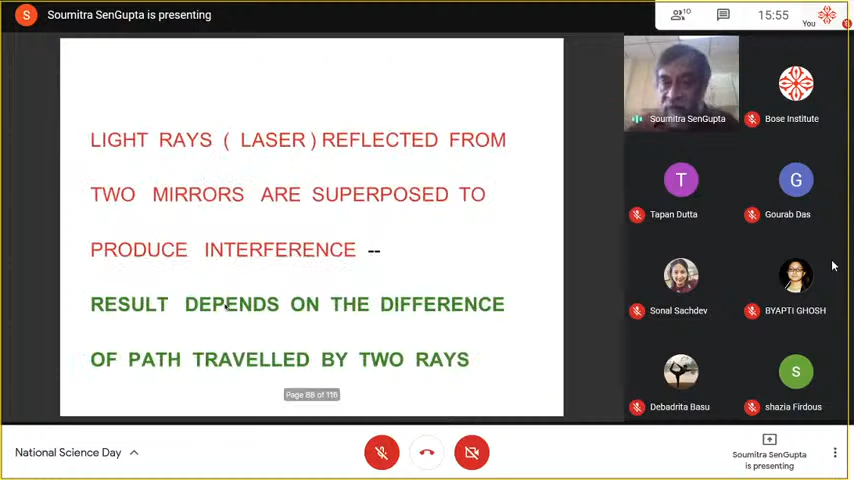 S
Soumitra SenGupta is presenting
10
15:55
You
LIGHT RAYS ( LASER ) REFLECTED FROM
TWO MIRRORS ARE SUPERPOSED TO
PRODUCE INTERFERENCE --
RESULT DEPENDS ON THE DIFFERENCE
OF PATH TRAVELLED BY TWO RAYS
Page 88 of 116
Soumitra SenGupta
Bose Institute
T
Tapan Dutta
G
Gourab Das
Sonal Sachdev
BYAPTI GHOSH
Debadrita Basu
S
shazia Firdous
National Science Day
Soumitra SenGupta
is presenting